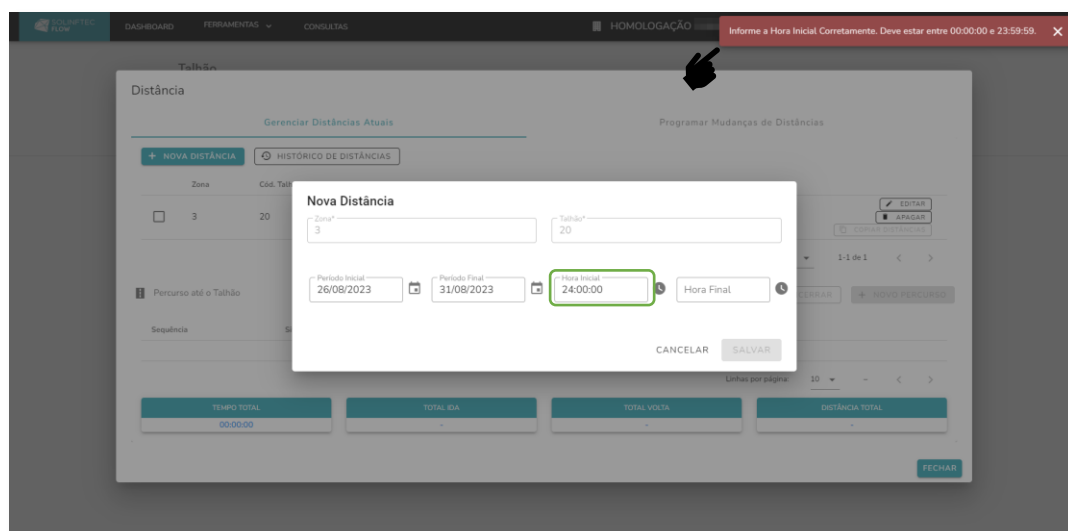 SOLINFTEC FLOW
DASHBOARD
FERRAMENTAS
CONSULTAS
HOMOLOGAÇÃO
Informe a Hora Inicial Corretamente. Deve estar entre 00:00:00 e 23:59:59.
Talhão
Distância
Gerenciar Distâncias Atuais
Programar Mudanças de Distâncias
+ NOVA DISTÂNCIA
HISTÓRICO DE DISTÂNCIAS
Zona
Cód. Talh
3
20
EDITAR
APAGAR
COPIAR DISTÂNCIAS
Nova Distância
Zona*
3
Talhão*
20
Período Inicial
26/08/2023
Período Final
31/08/2023
Hora Inicial
24:00:00
Hora Final
CANCELAR
SALVAR
1-1 de 1
Percurso até o Talhão
CERRAR
+ NOVO PERCURSO
Sequência
Linhas por página:
10
–
TEMPO TOTAL
00:00:00
TOTAL IDA
-
TOTAL VOLTA
-
DISTÂNCIA TOTAL
-
FECHAR